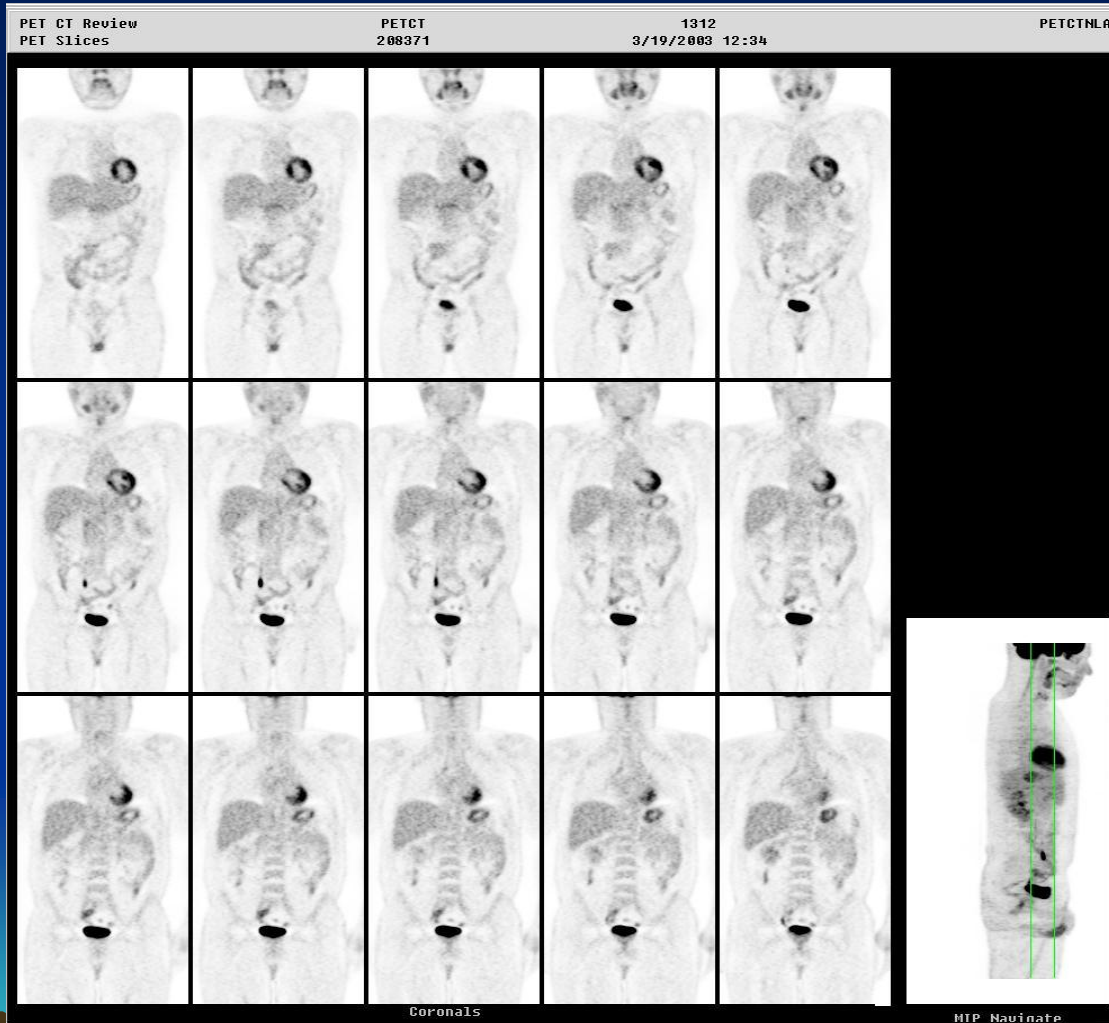 PET CT Review PETCT 1312 PETCTNLA
PET Slices 208371 3/19/2003 12:34
Coronals
MIP Navigate